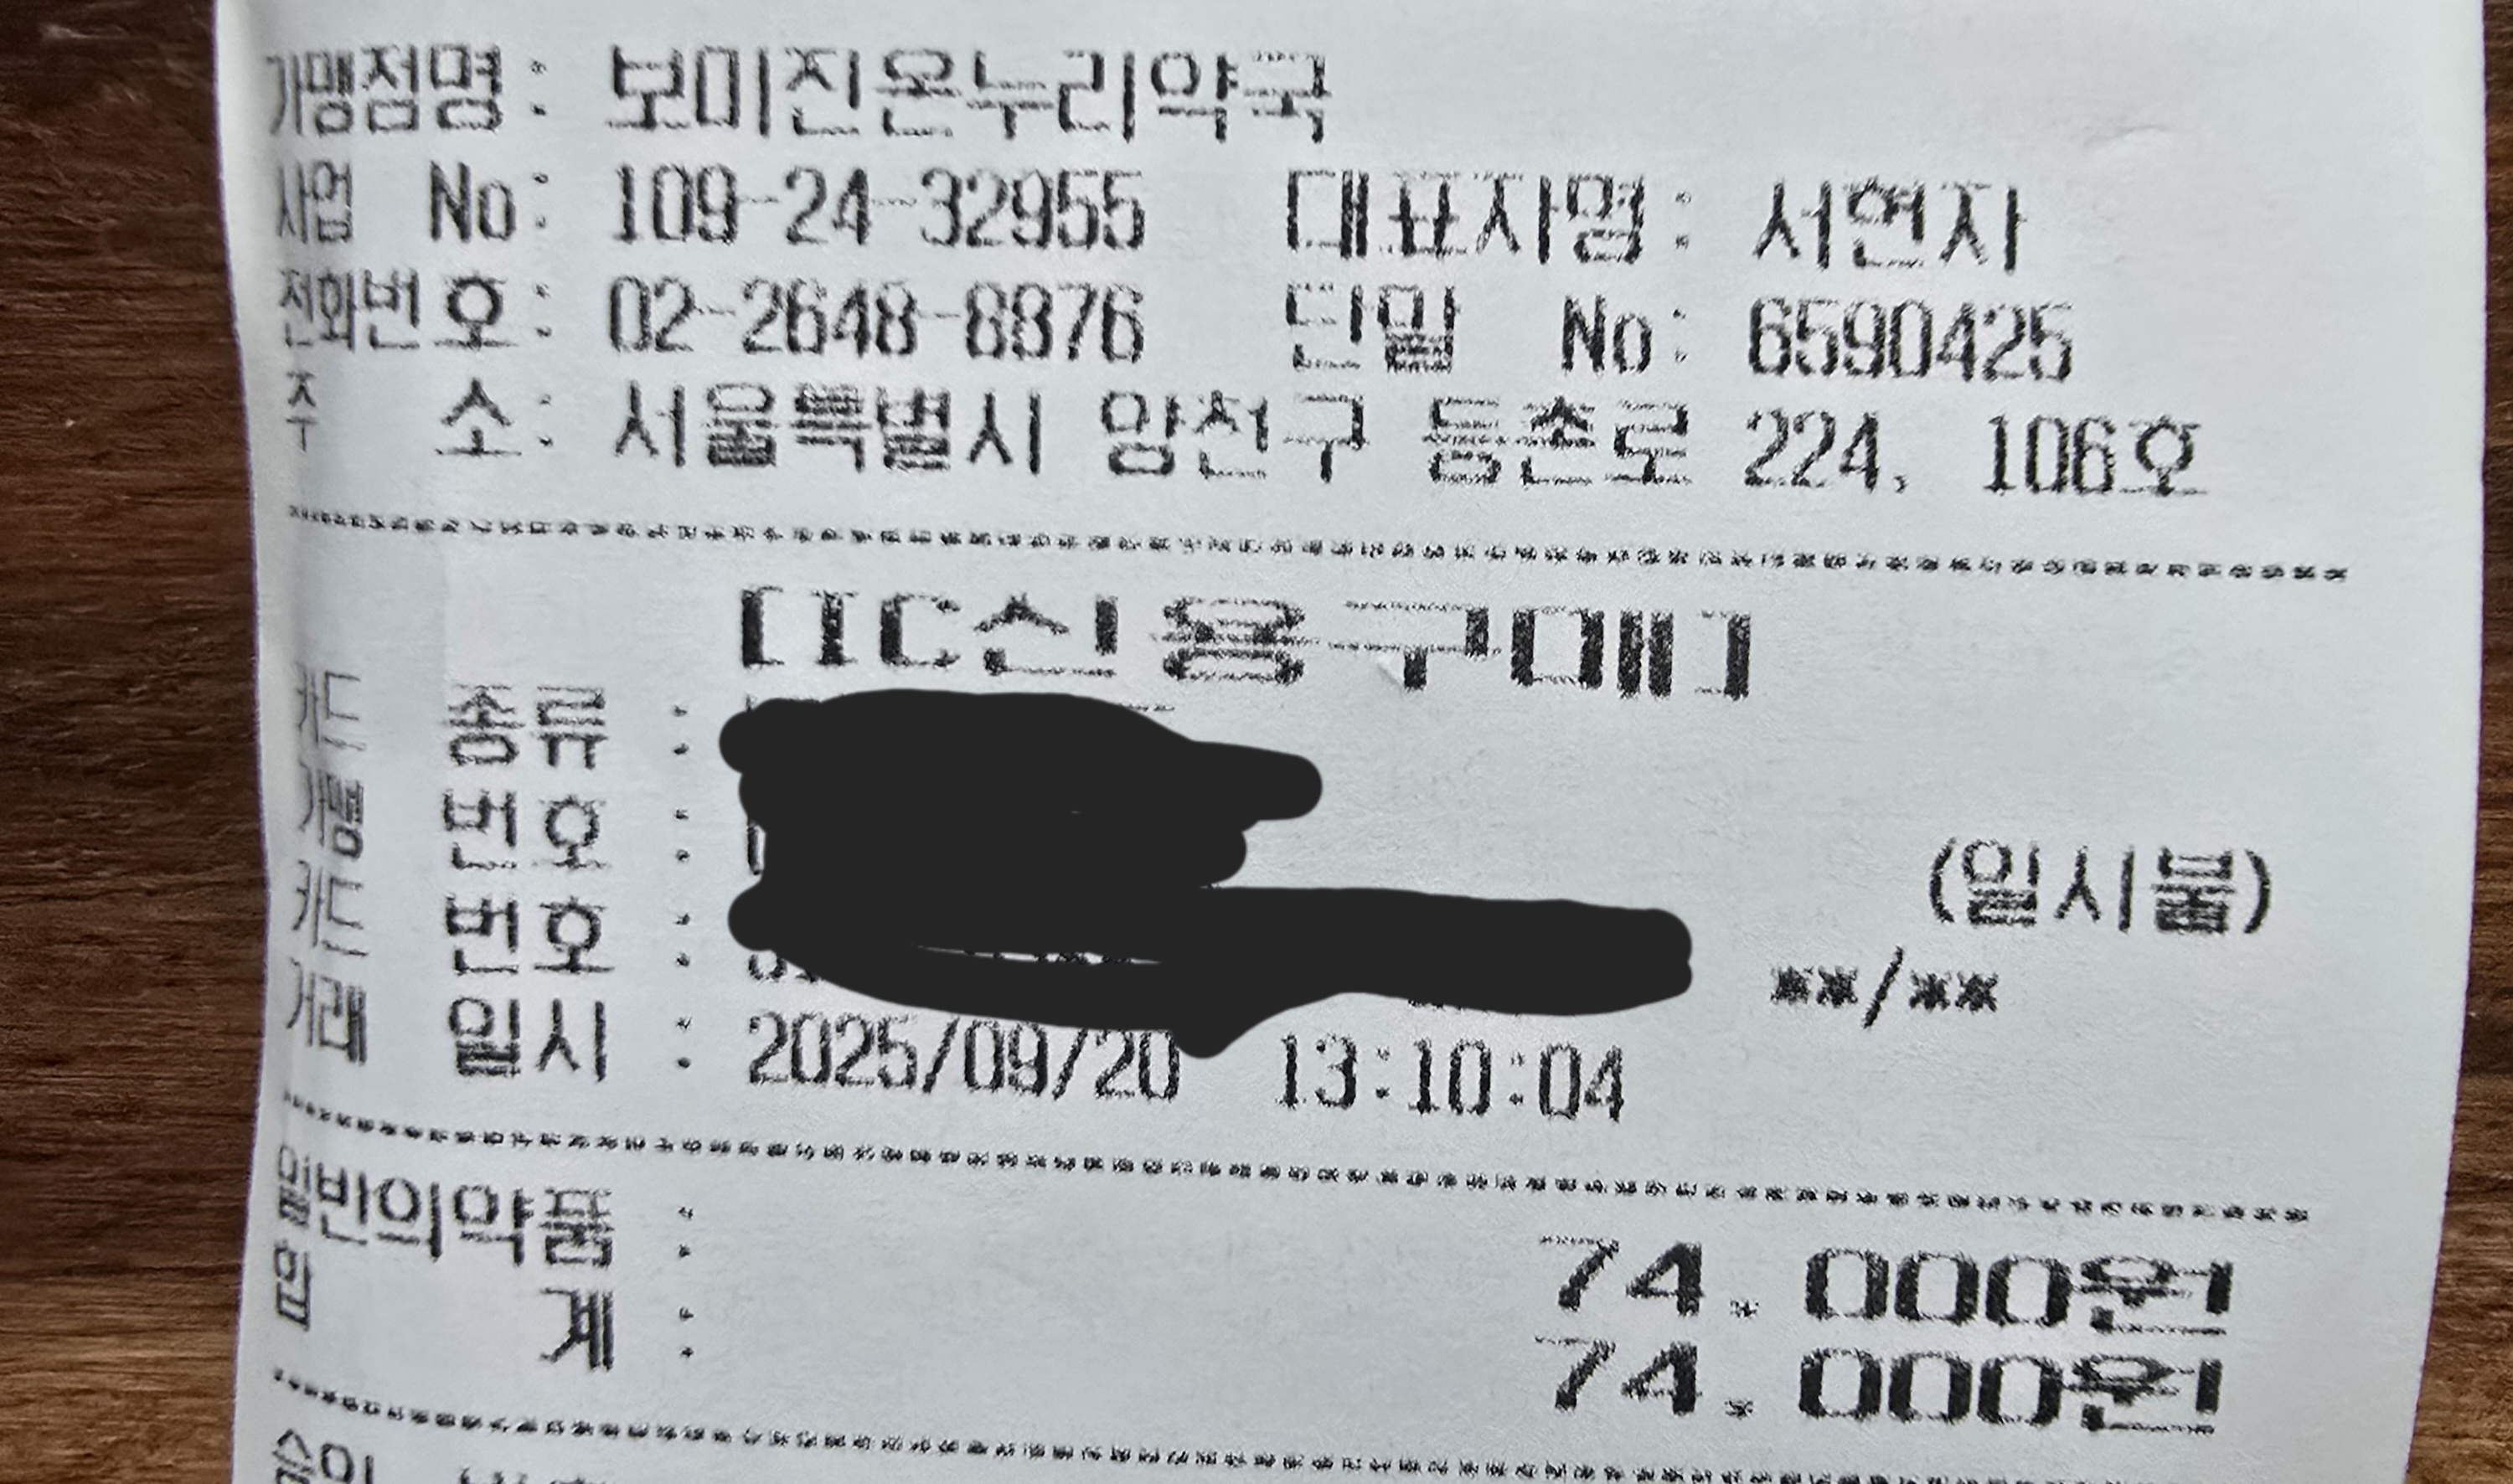 가맹점명: 보미진온누리약국
사업 No: 109-24-32955 대표자명: 서연자
전화번호: 02-2648-8876 단말 No: 6590425
주 소: 서울특별시 양천구 등촌로 224, 106호
[IC신용구매]
카드 종류 :
가맹 번호 :
(일시불)
카드 번호 : **/**
거래 일시 : 2025/09/20 13:10:04
일반의약품 : 74.000원
합 계 : 74.000원
승인